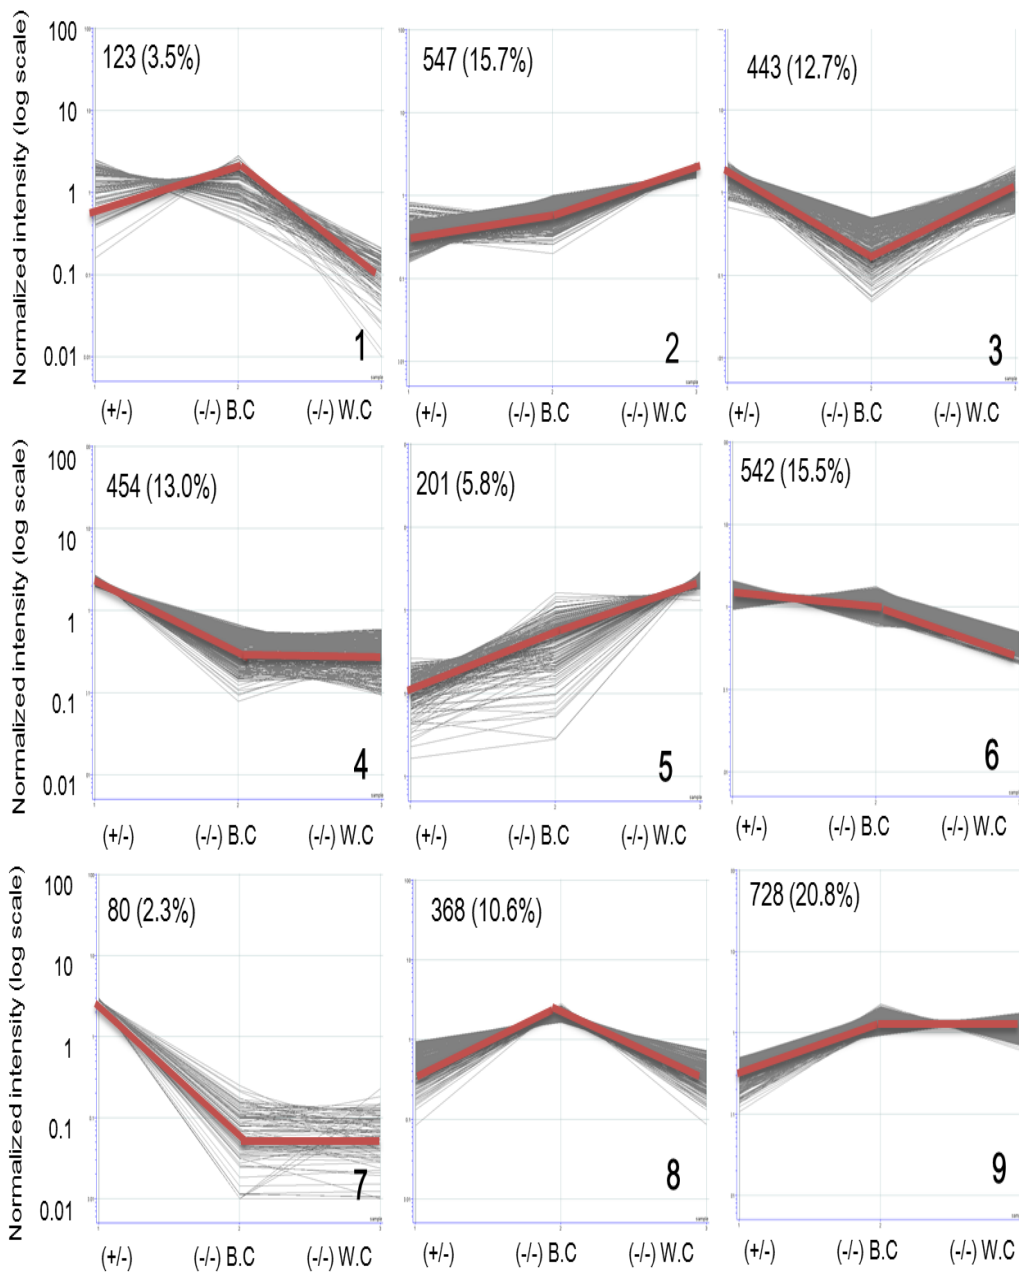 Normalized intensity (log scale)
100
10
1
0.1
0.01
123 (3.5%)
1
547 (15.7%)
2
443 (12.7%)
3
(+/-) (-/-) B.C (-/-) W.C
(+/-) (-/-) B.C (-/-) W.C
(+/-) (-/-) B.C (-/-) W.C
Normalized intensity (log scale)
100
10
1
0.1
0.01
454 (13.0%)
4
201 (5.8%)
5
542 (15.5%)
6
(+/-) (-/-) B.C (-/-) W.C
(+/-) (-/-) B.C (-/-) W.C
(+/-) (-/-) B.C (-/-) W.C
Normalized intensity (log scale)
100
10
1
0.1
0.01
80 (2.3%)
7
368 (10.6%)
8
728 (20.8%)
9
(+/-) (-/-) B.C (-/-) W.C
(+/-) (-/-) B.C (-/-) W.C
(+/-) (-/-) B.C (-/-) W.C